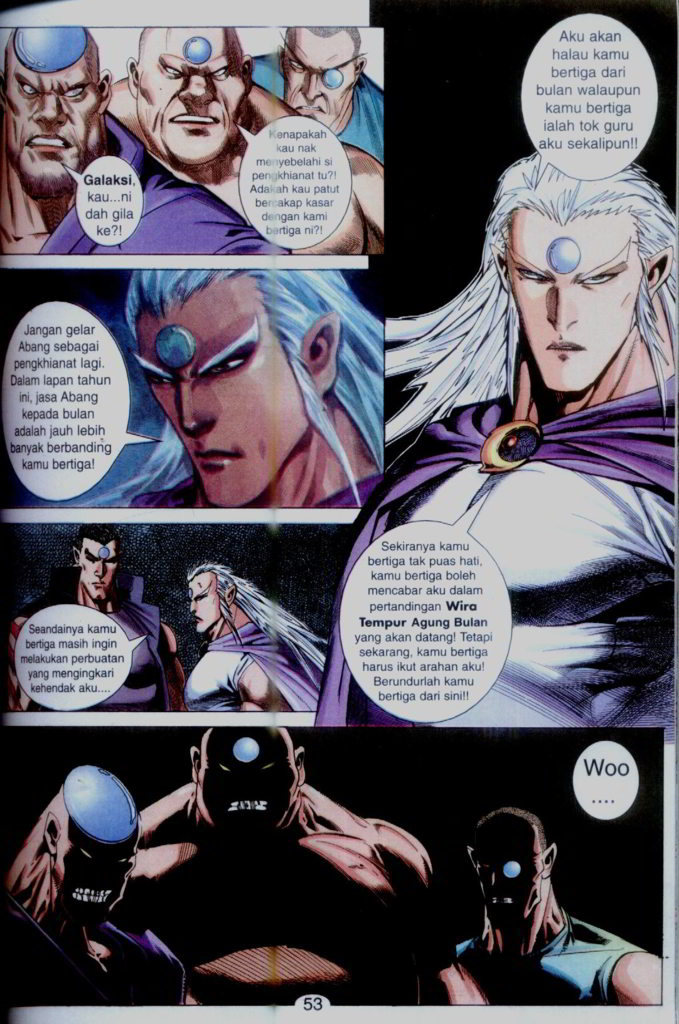 Galaksi,
kau...ni
dah gila
ke?!
Kenapakah
kau nak
menyebelahi si
pengkhianat tu?!
Adakah kau patut
bercakap kasar
dengan kami
bertiga ni?!
Jangan gelar
Abang sebagai
pengkhianat lagi.
Dalam lapan tahun
ini, jasa Abang
kepada bulan
adalah jauh lebih
banyak berbanding
kamu bertiga!
Seandainya kamu
bertiga masih ingin
melakukan perbuatan
yang mengingkari
kehendak aku....
Aku akan
halau kamu
bertiga dari
bulan walaupun
kamu bertiga
ialah tok guru
aku sekalipun!!
Sekiranya kamu
bertiga tak puas hati,
kamu bertiga boleh
mencabar aku dalam
pertandingan Wira
Tempur Agung Bulan
yang akan datang! Tetapi
sekarang, kamu bertiga
harus ikut arahan aku!
Berundurlah kamu
bertiga dari sini!!
Woo
....
53